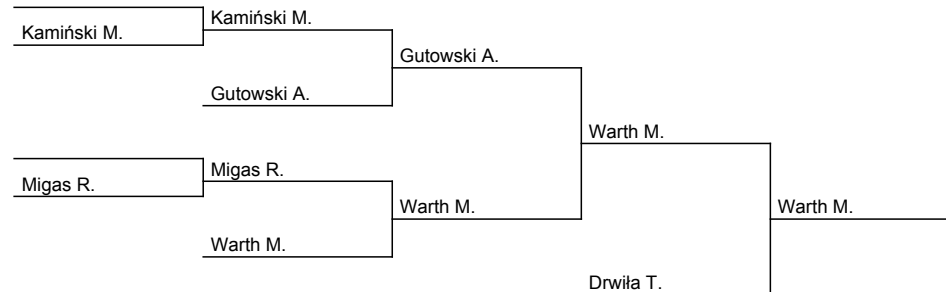 Kamiński M.
Kamiński M.
Gutowski A.
Gutowski A.
Warth M.
Migas R.
Migas R.
Warth M.
Warth M.
Warth M.
Drwiła T.